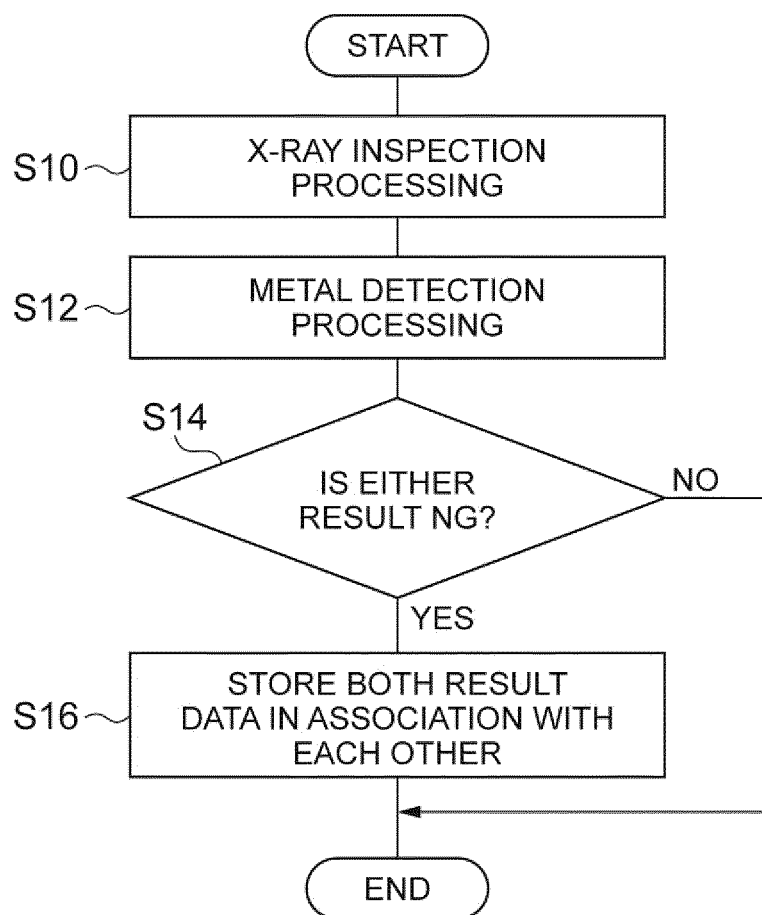 START
S10
X-RAY INSPECTION
PROCESSING
S12
METAL DETECTION
PROCESSING
S14
IS EITHER
RESULT NG?
NO
YES
S16
STORE BOTH RESULT
DATA IN ASSOCIATION WITH
EACH OTHER
END